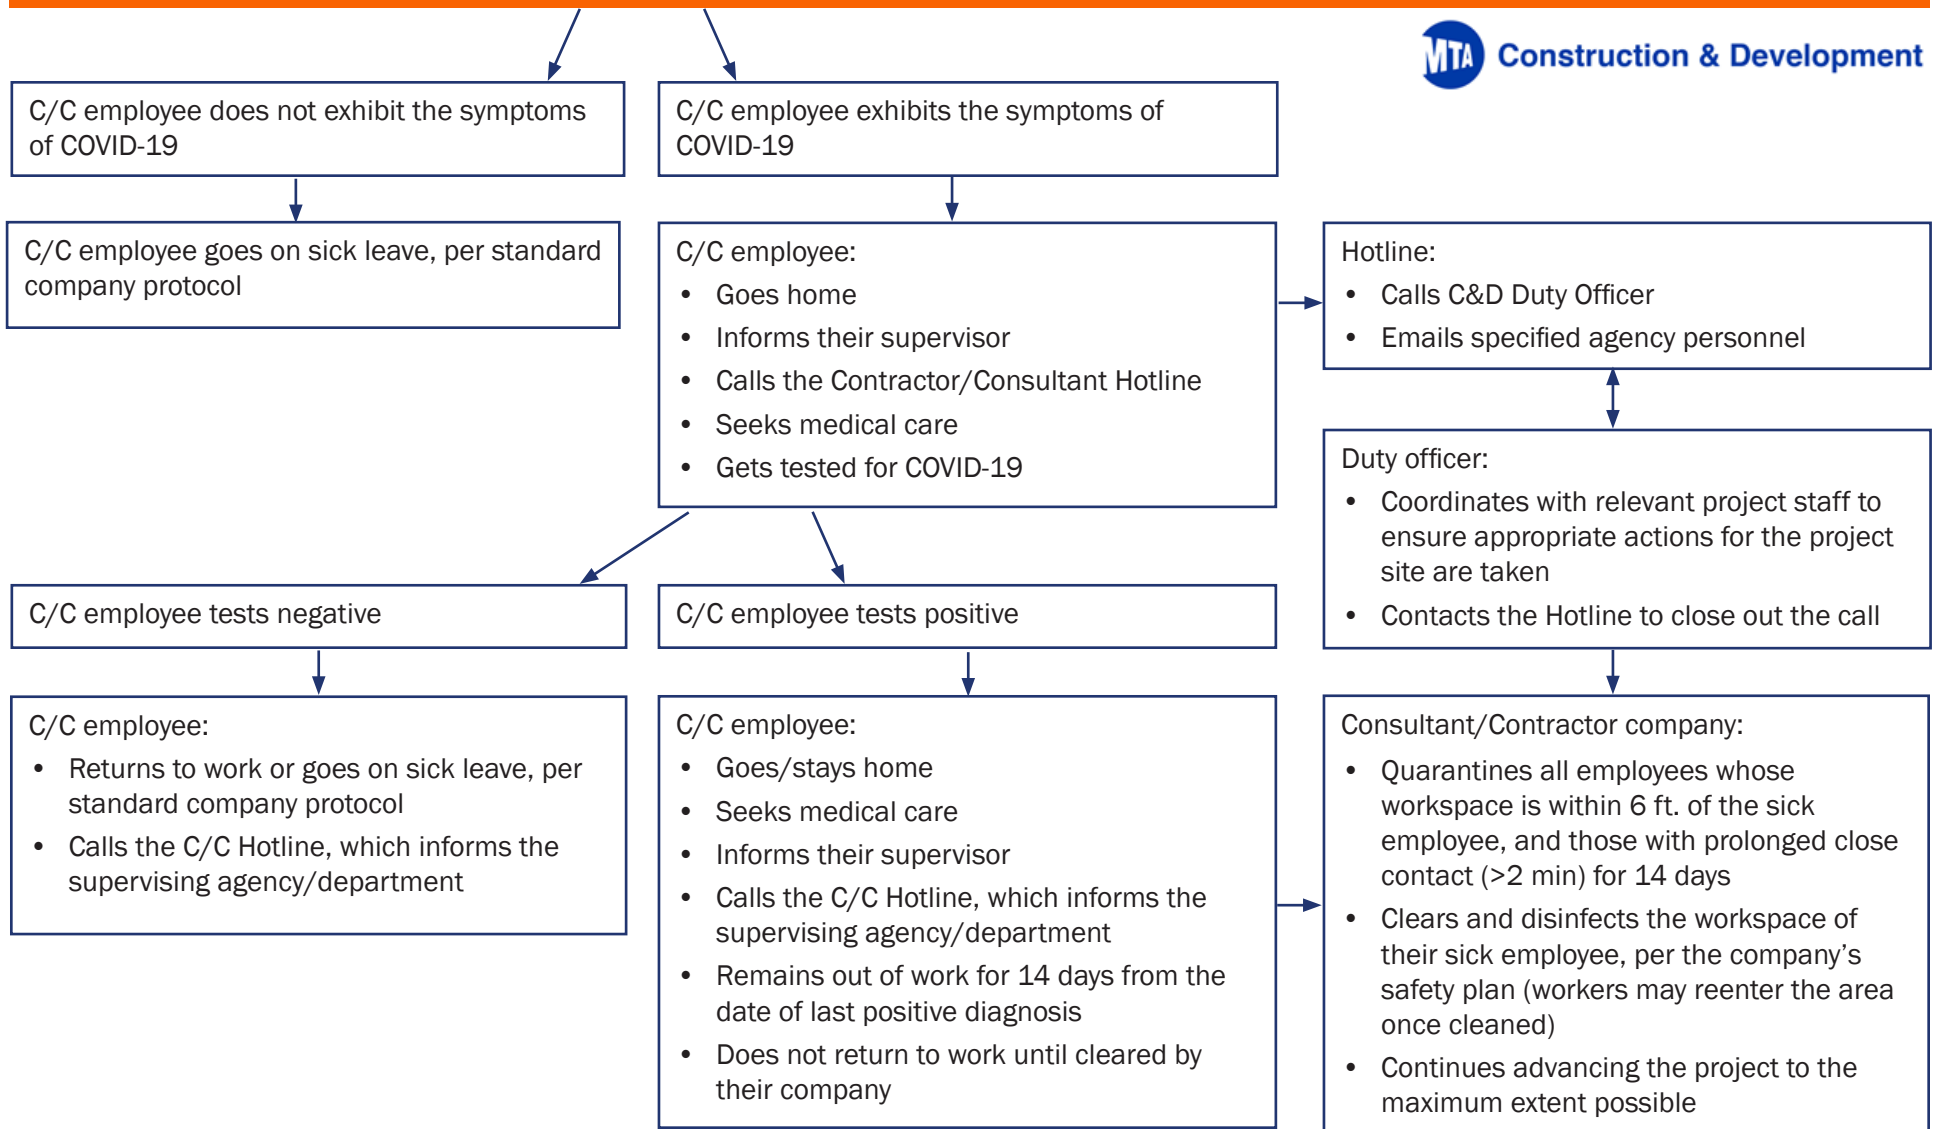 MTA Construction & Development
C/C employee does not exhibit the symptoms
of COVID-19
C/C employee exhibits the symptoms of
COVID-19
C/C employee goes on sick leave, per standard
company protocol
C/C employee:
• Goes home
• Informs their supervisor
• Calls the Contractor/Consultant Hotline
• Seeks medical care
• Gets tested for COVID-19
Hotline:
• Calls C&D Duty Officer
• Emails specified agency personnel
Duty officer:
• Coordinates with relevant project staff to
ensure appropriate actions for the project
site are taken
• Contacts the Hotline to close out the call
C/C employee tests negative
C/C employee tests positive
C/C employee:
• Returns to work or goes on sick leave, per
standard company protocol
• Calls the C/C Hotline, which informs the
supervising agency/department
C/C employee:
• Goes/stays home
• Seeks medical care
• Informs their supervisor
• Calls the C/C Hotline, which informs the
supervising agency/department
• Remains out of work for 14 days from the
date of last positive diagnosis
• Does not return to work until cleared by
their company
Consultant/Contractor company:
• Quarantines all employees whose
workspace is within 6 ft. of the sick
employee, and those with prolonged close
contact (>2 min) for 14 days
• Clears and disinfects the workspace of
their sick employee, per the company’s
safety plan (workers may reenter the area
once cleaned)
• Continues advancing the project to the
maximum extent possible